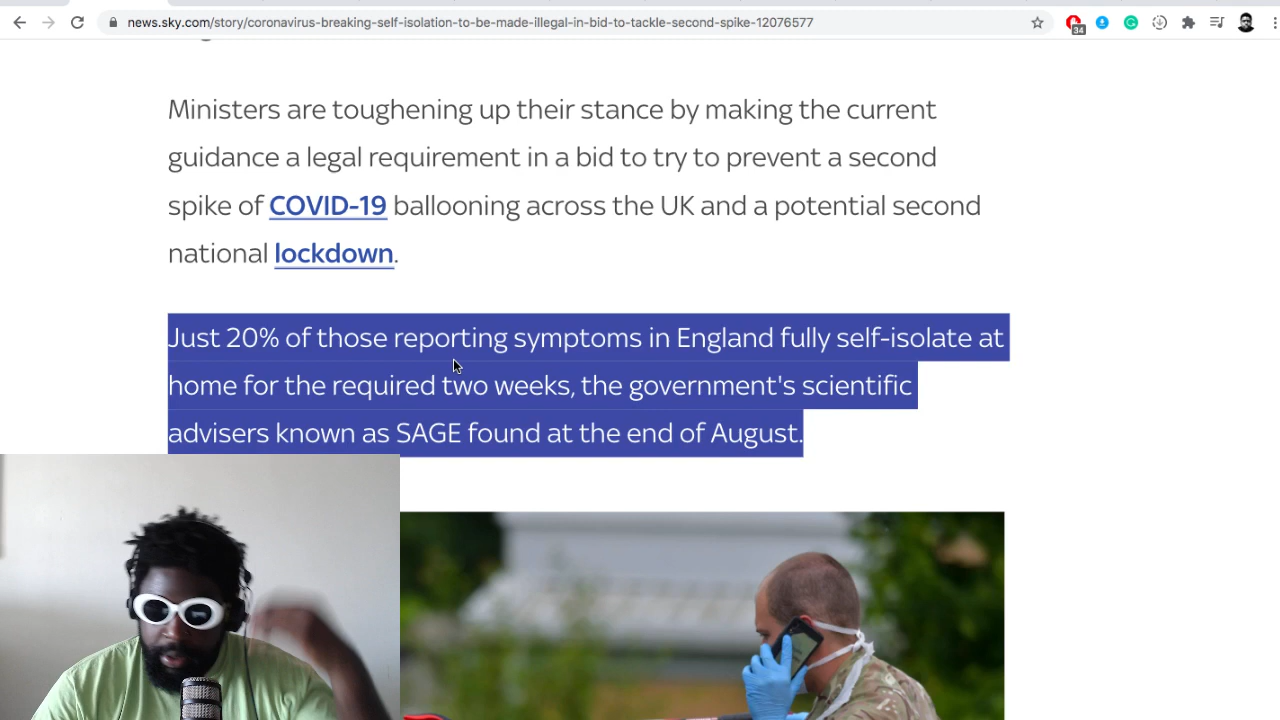 news.sky.com/story/coronavirus-breaking-self-isolation-to-be-made-illegal-in-bid-to-tackle-second-spike-12076577
34
Ministers are toughening up their stance by making the current
guidance a legal requirement in a bid to try to prevent a second
spike of COVID-19 ballooning across the UK and a potential second
national lockdown.
Just 20% of those reporting symptoms in England fully self-isolate at
home for the required two weeks, the government's scientific
advisers known as SAGE found at the end of August.